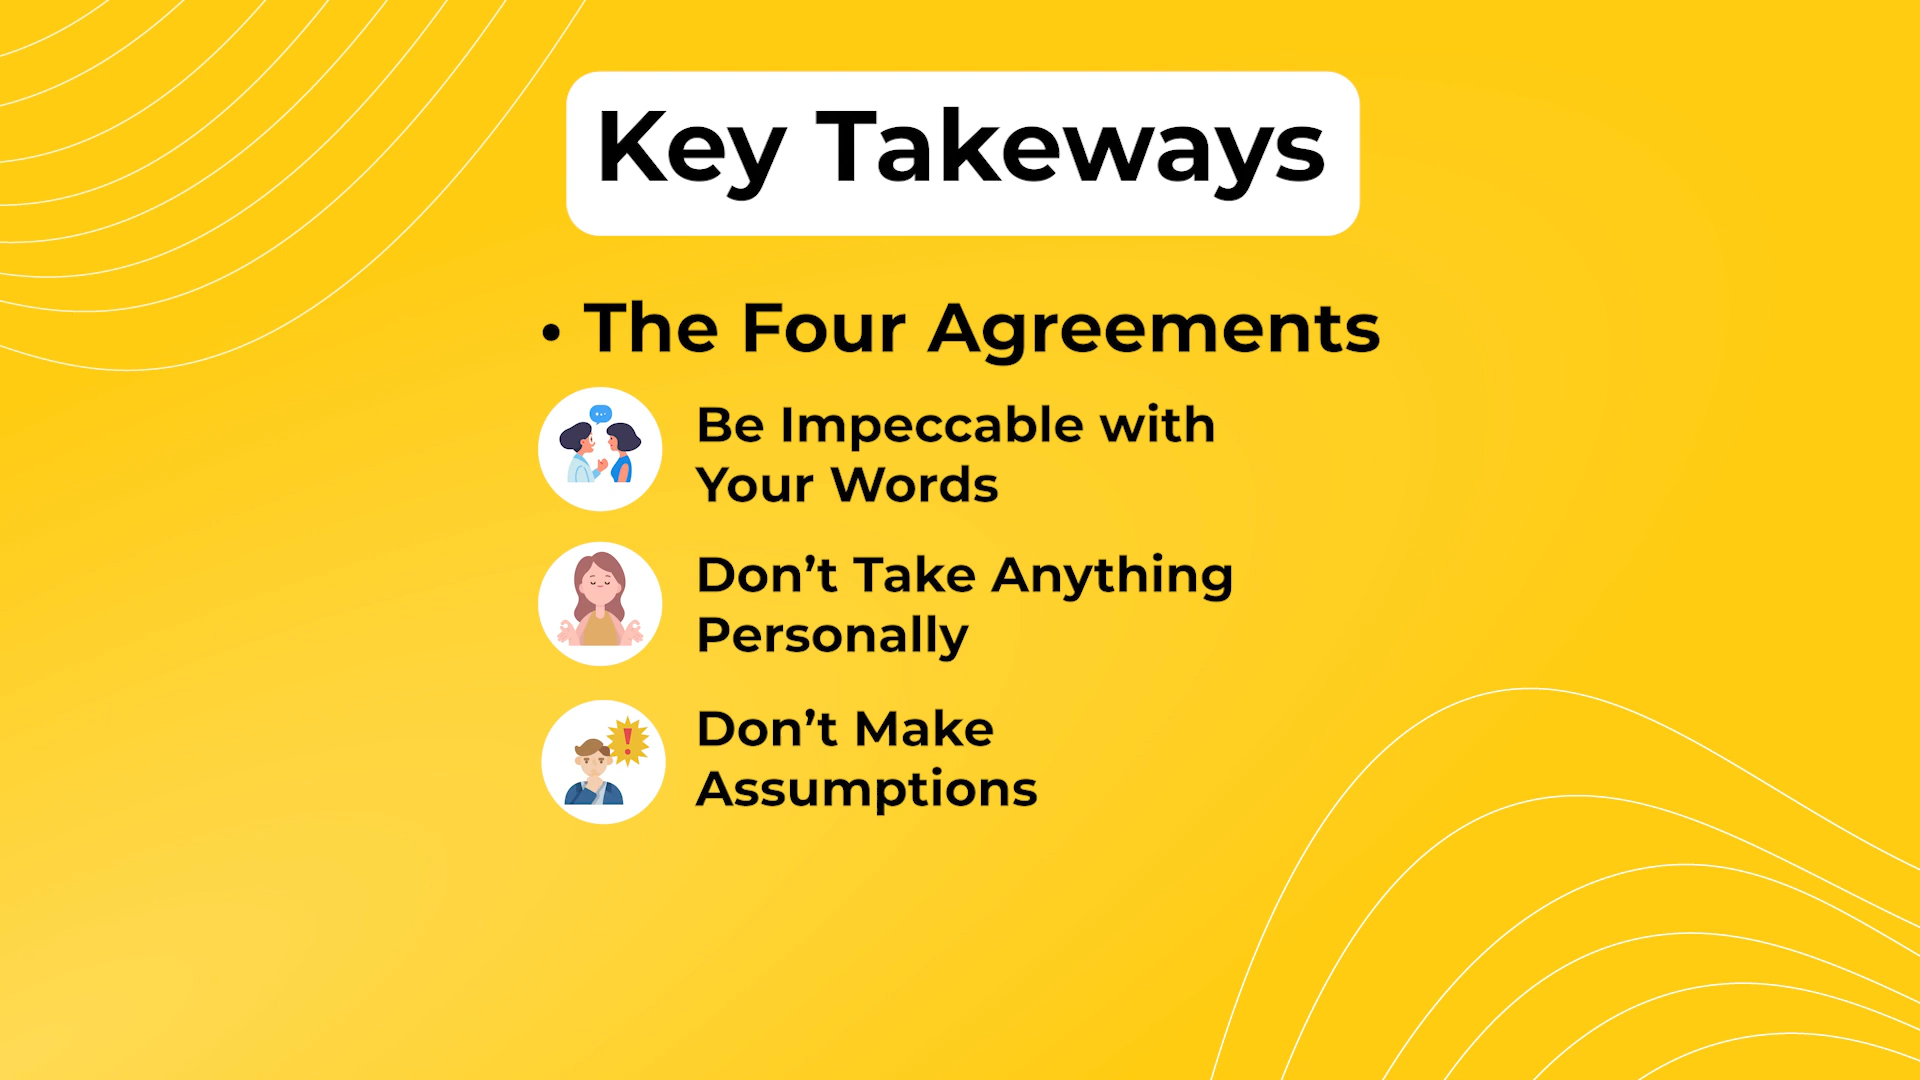 Key Takeways
• The Four Agreements
Be Impeccable with
Your Words
Don’t Take Anything
Personally
Don’t Make
Assumptions